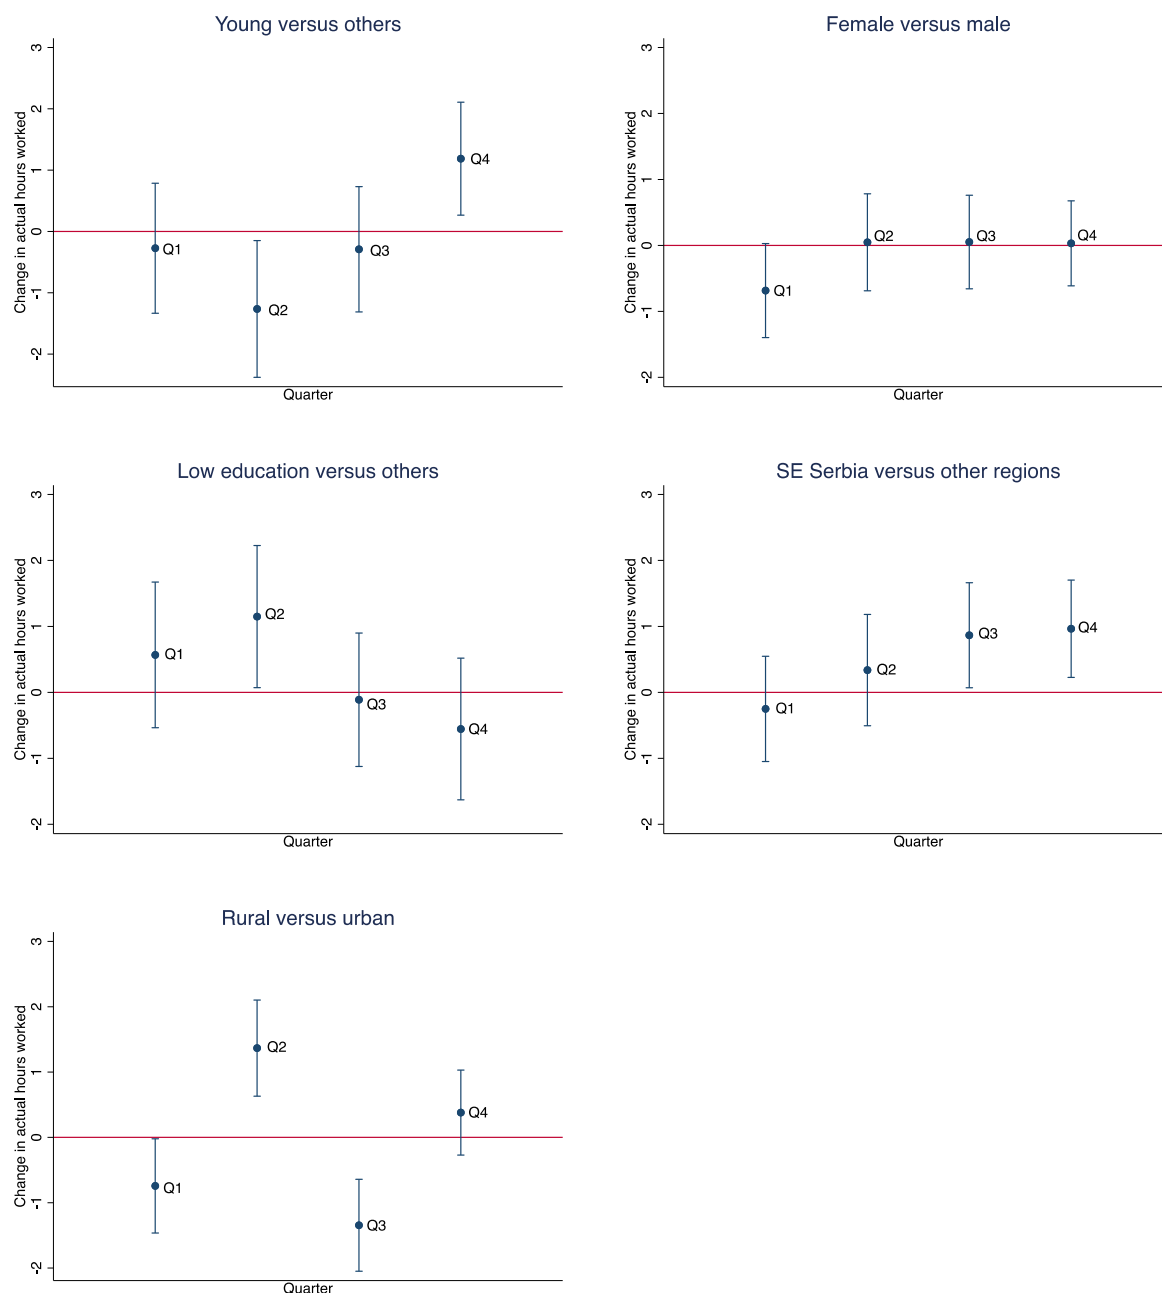 Young versus others
Change in actual hours worked
3
2
1
0
-1
-2
Q1
Q2
Q3
Q4
Quarter
Female versus male
Change in actual hours worked
3
2
1
0
-1
-2
Q1
Q2
Q3
Q4
Quarter
Low education versus others
Change in actual hours worked
3
2
1
0
-1
-2
Q1
Q2
Q3
Q4
Quarter
SE Serbia versus other regions
Change in actual hours worked
3
2
1
0
-1
-2
Q1
Q2
Q3
Q4
Quarter
Rural versus urban
Change in actual hours worked
3
2
1
0
-1
-2
Q1
Q2
Q3
Q4
Quarter